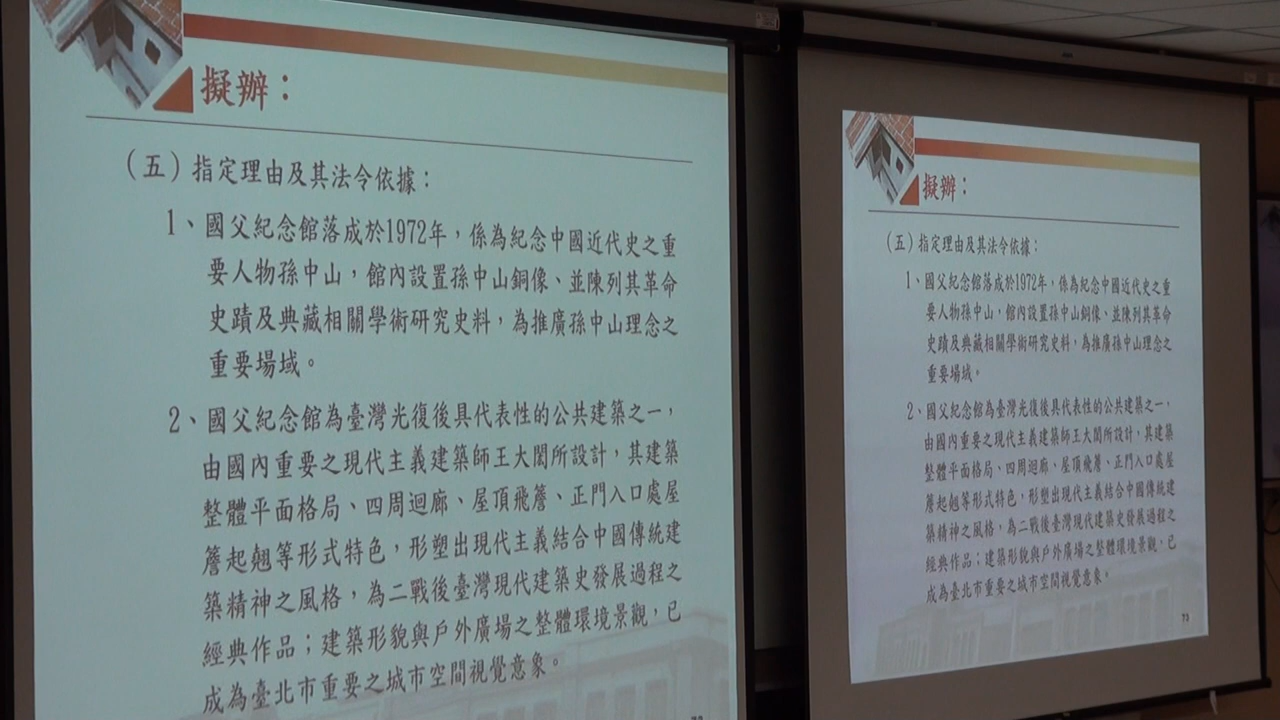 擬辦：
（五）指定理由及其法令依據：
1、國父紀念館落成於1972年，係為紀念中國近代史之重
要人物孫中山，館內設置孫中山銅像、並陳列其革命
史蹟及典藏相關學術研究史料，為推廣孫中山理念之
重要場域。
2、國父紀念館為臺灣光復後具代表性的公共建築之一，
由國內重要之現代主義建築師王大閎所設計，其建築
整體平面格局、四周迴廊、屋頂飛簷、正門入口處屋
簷起翹等形式特色，形塑出現代主義結合中國傳統建
築精神之風格，為二戰後臺灣現代建築史發展過程之
經典作品；建築形貌與戶外廣場之整體環境景觀，已
成為臺北市重要之城市空間視覺意象。
擬辦：
（五）指定理由及其法令依據：
1、國父紀念館落成於1972年，係為紀念中國近代史之重
要人物孫中山，館內設置孫中山銅像、並陳列其革命
史蹟及典藏相關學術研究史料，為推廣孫中山理念之
重要場域。
2、國父紀念館為臺灣光復後具代表性的公共建築之一，
由國內重要之現代主義建築師王大閎所設計，其建築
整體平面格局、四周迴廊、屋頂飛簷、正門入口處屋
簷起翹等形式特色，形塑出現代主義結合中國傳統建
築精神之風格，為二戰後臺灣現代建築史發展過程之
經典作品；建築形貌與戶外廣場之整體環境景觀，已
成為臺北市重要之城市空間視覺意象。